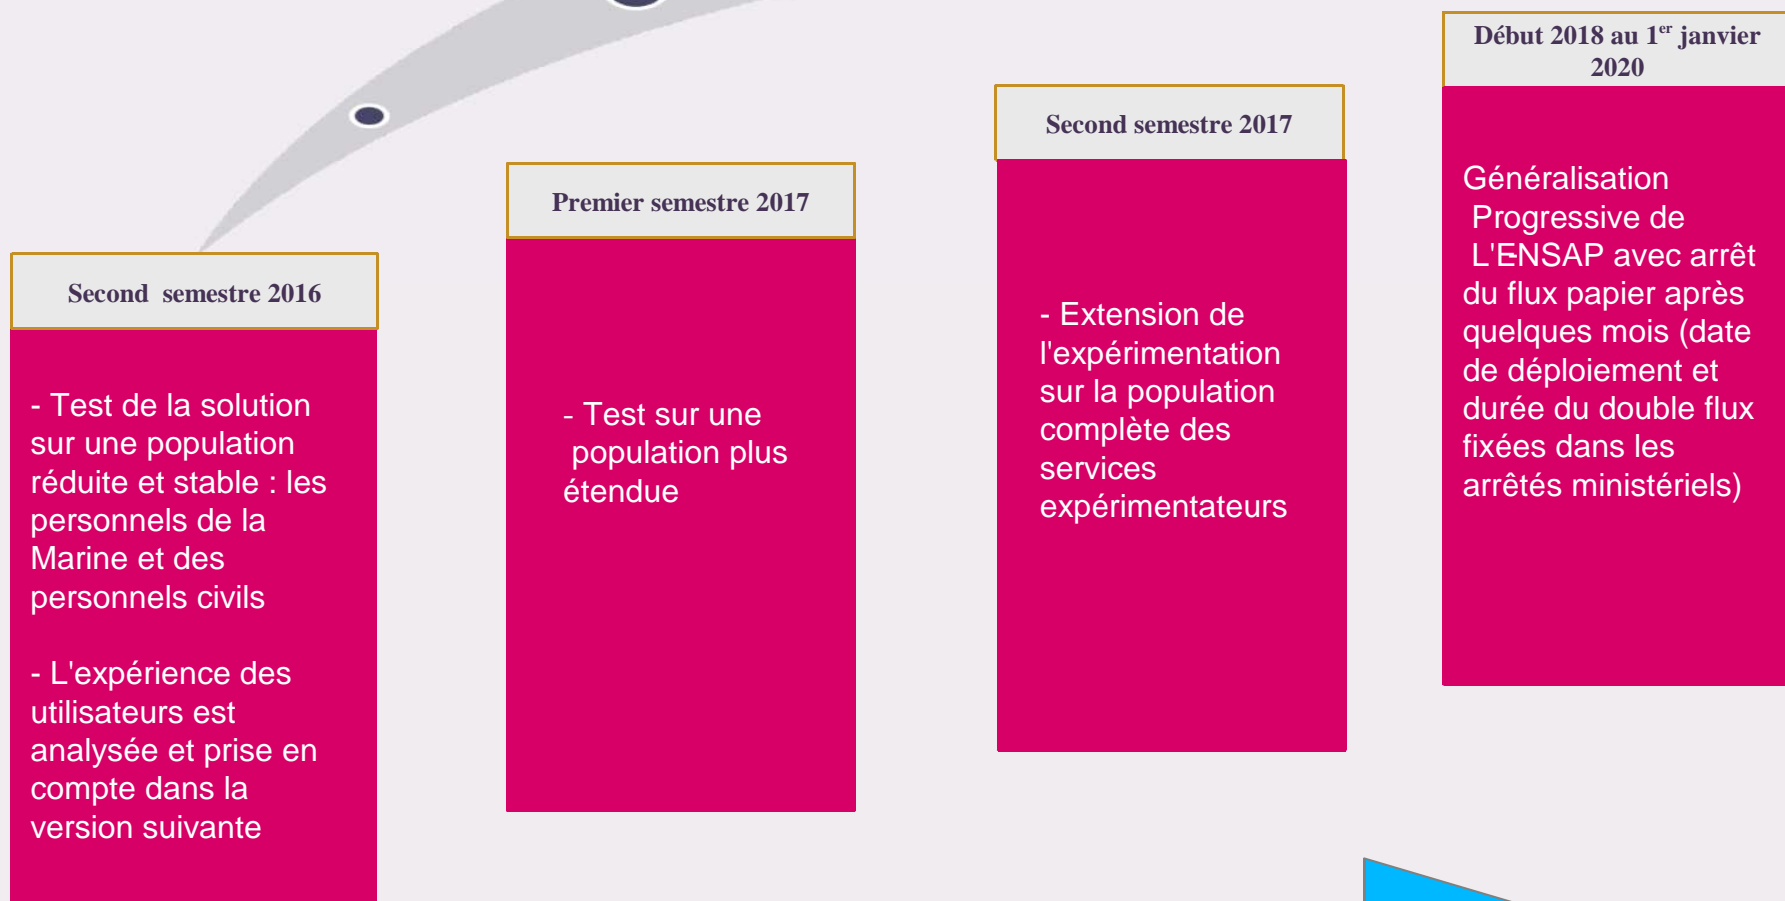 Second semestre 2016
- Test de la solution
sur une population
réduite et stable : les
personnels de la
Marine et des
personnels civils
- L'expérience des
utilisateurs est
analysée et prise en
compte dans la
version suivante
Premier semestre 2017
- Test sur une
population plus
étendue
Second semestre 2017
- Extension de
l'expérimentation
sur la population
complète des
services
expérimentateurs
Début 2018 au 1er janvier
2020
Généralisation
Progressive de
L'ENSAP avec arrêt
du flux papier après
quelques mois (date
de déploiement et
durée du double flux
fixées dans les
arrêtés ministériels)